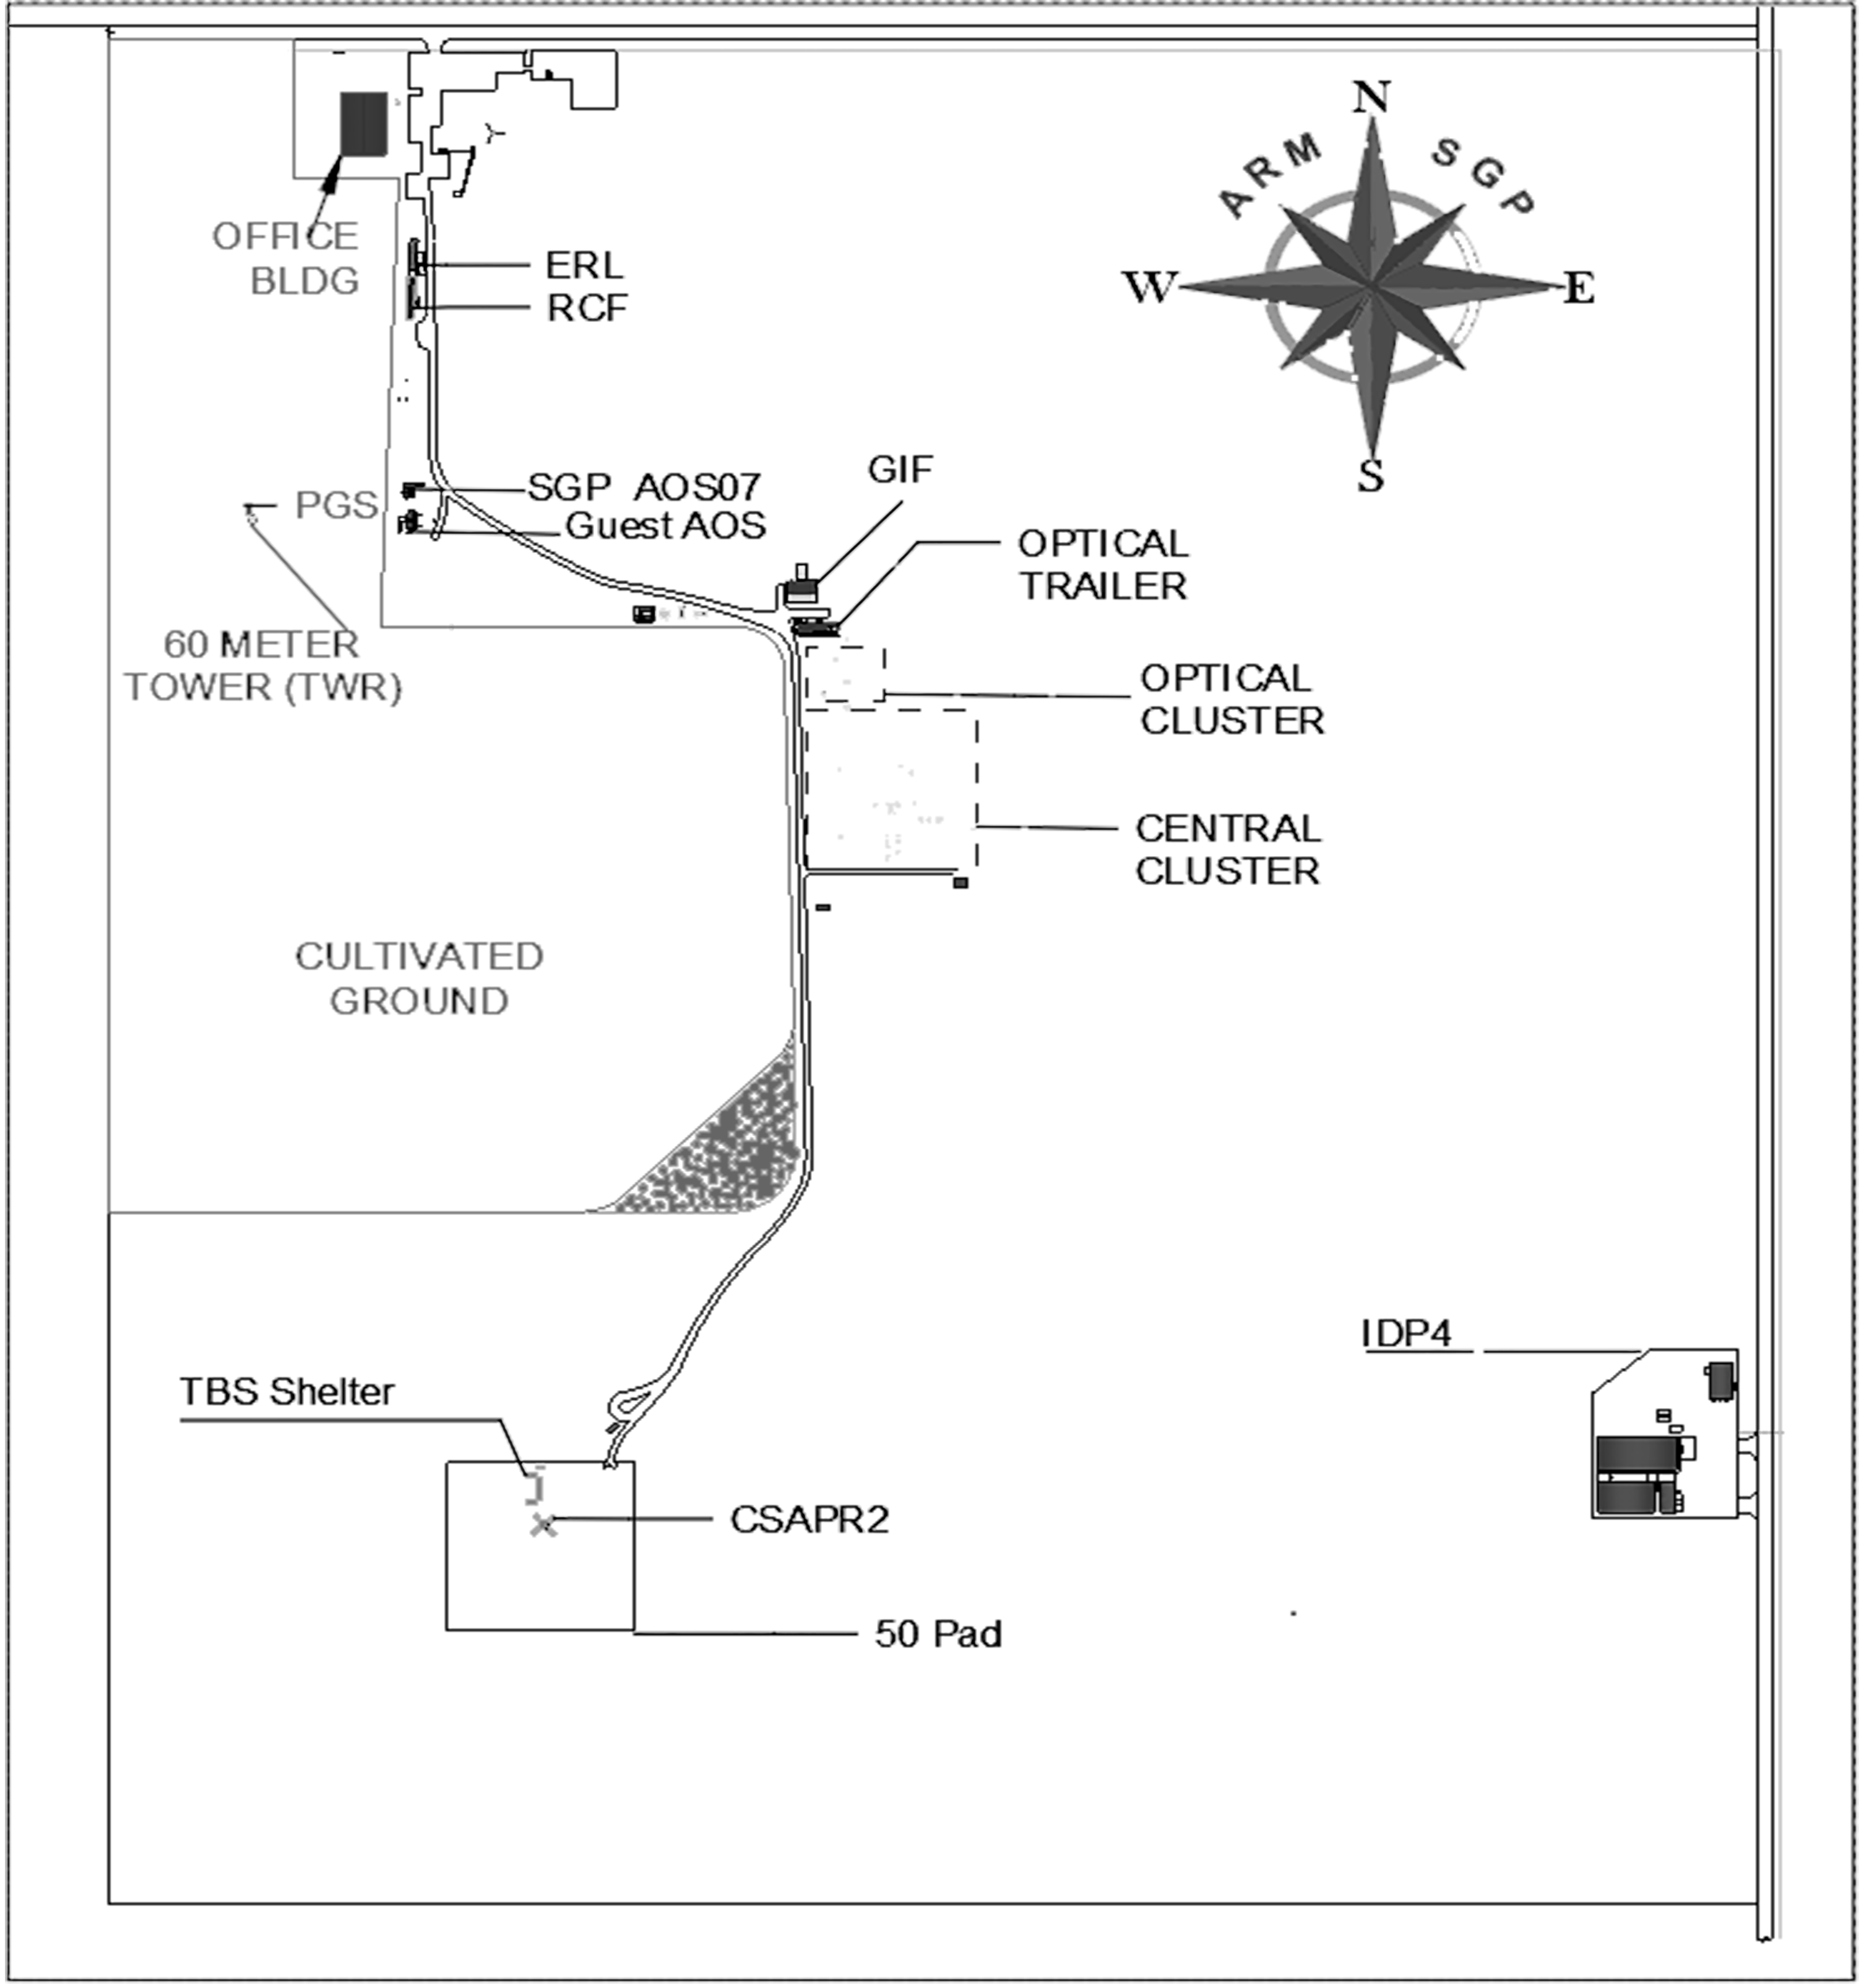 N
ARM SGP
W
E
S
OFFICE
BLDG
ERL
RCF
GIF
SGP AOS07
PGS
Guest AOS
OPTICAL
TRAILER
60 METER
TOWER (TWR)
OPTICAL
CLUSTER
CENTRAL
CLUSTER
CULTIVATED
GROUND
IDP4
TBS Shelter
CSAPR2
50 Pad